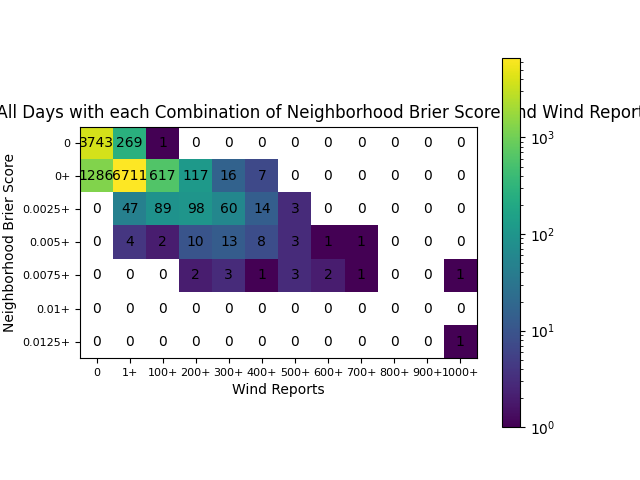 All Days with each Combination of Neighborhood Brier Score and Wind Report
Neighborhood Brier Score
0 3743 269 1 0 0 0 0 0 0 0 0 0
0+ 1286 6711 617 117 16 7 0 0 0 0 0 0
0.0025+ 0 47 89 98 60 14 3 0 0 0 0 0
0.005+ 0 4 2 10 13 8 3 1 1 0 0 0
0.0075+ 0 0 0 2 3 1 3 2 1 0 0 1
0.01+ 0 0 0 0 0 0 0 0 0 0 0 0
0.0125+ 0 0 0 0 0 0 0 0 0 0 0 1
0 1+ 100+ 200+ 300+ 400+ 500+ 600+ 700+ 800+ 900+ 1000+
Wind Reports
10³
10²
10¹
10⁰